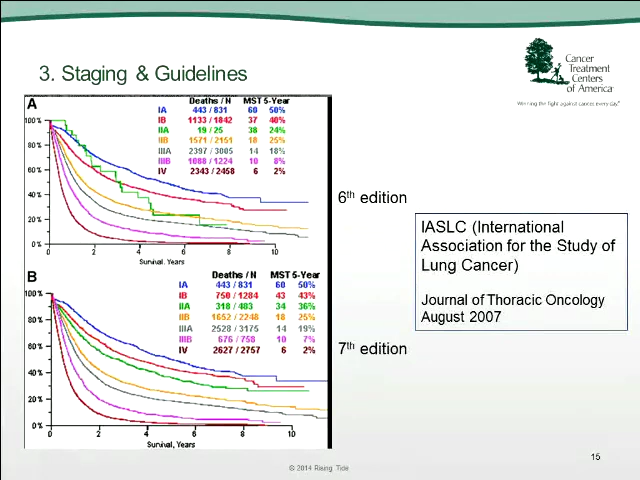 3. Staging & Guidelines
Cancer
Treatment
Centers
of America®
Winning the fight against cancer, every day®
A
Deaths / N MST 5-Year
IA 443 / 831 60 50%
IB 1133 / 1842 37 40%
IIA 19 / 25 38 24%
IIB 1571 / 2151 18 25%
IIIA 2397 / 3005 14 18%
IIIB 1088 / 1224 10 8%
IV 2343 / 2458 6 2%
100%
80%
60%
40%
20%
0%
0 2 4 6 8 10
Survival, Years
6th edition
B
Deaths / N MST 5-Year
IA 443 / 831 60 50%
IB 750 / 1284 43 43%
IIA 318 / 483 34 36%
IIB 1652 / 2248 18 25%
IIIA 2528 / 3175 14 19%
IIIB 676 / 758 10 7%
IV 2627 / 2757 6 2%
100%
80%
60%
40%
20%
0%
0 2 4 6 8 10
Survival, Years
7th edition
IASLC (International
Association for the Study of
Lung Cancer)
Journal of Thoracic Oncology
August 2007
15
© 2014 Rising Tide